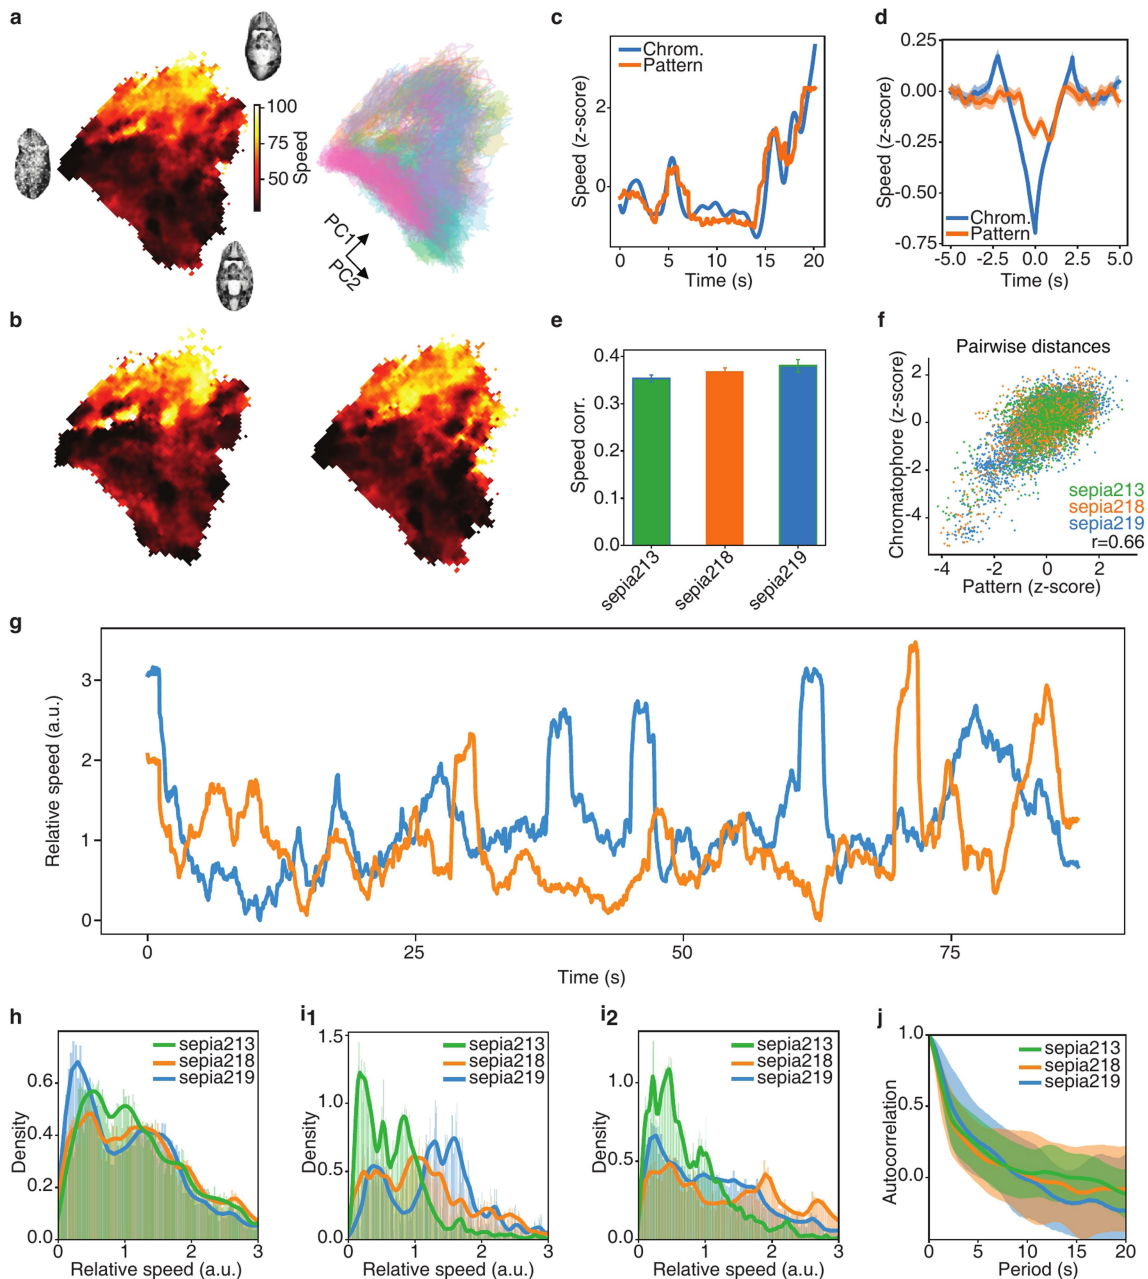 a
100
75
50
Speed
PC1
PC2
b
c
Chrom.
Pattern
Speed (z-score)
2
0
0 5 10 15 20
Time (s)
d
0.25
0.00
-0.25
-0.50
-0.75
Speed (z-score)
Chrom.
Pattern
-5.0 -2.5 0.0 2.5 5.0
Time (s)
e
0.4
0.3
0.2
0.1
0.0
Speed corr.
sepia213
sepia218
sepia219
f
Pairwise distances
Chromatophore (z-score)
2
0
-2
-4
sepia213
sepia218
sepia219
r=0.66
-4 -2 0 2
Pattern (z-score)
g
Relative speed (a.u.)
3
2
1
0
0 25 50 75
Time (s)
h
sepia213
sepia218
sepia219
Density
0.6
0.4
0.2
0.0
0 1 2 3
Relative speed (a.u.)
i1
1.5
1.0
0.5
0.0
Density
sepia213
sepia218
sepia219
0 1 2 3
Relative speed (a.u.)
i2
1.0
0.5
0.0
Density
sepia213
sepia218
sepia219
0 1 2 3
Relative speed (a.u.)
j
1.0
0.5
0.0
Autocorrelation
sepia213
sepia218
sepia219
0 5 10 15 20
Period (s)